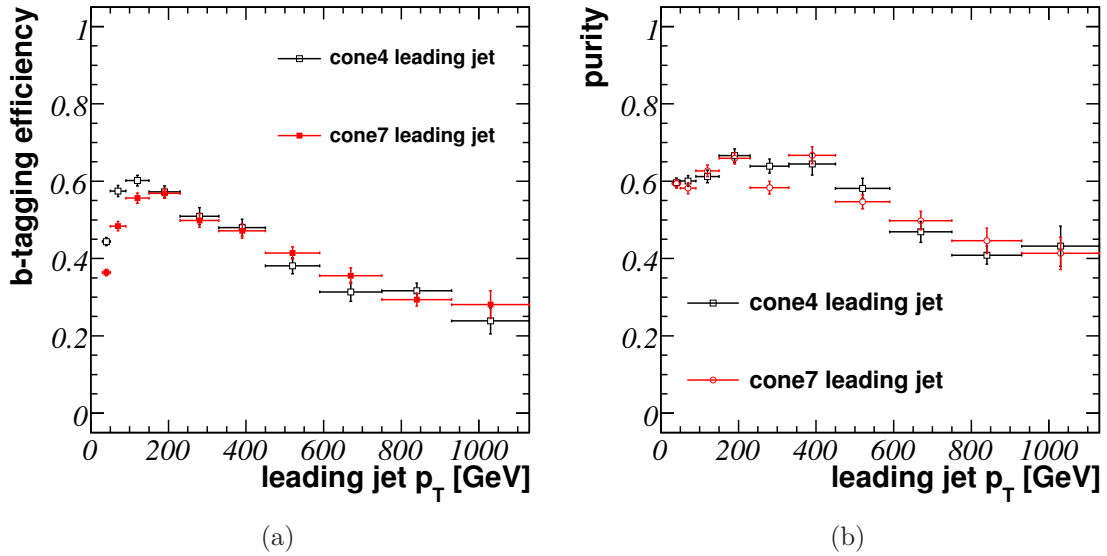 b-tagging efficiency
1
0.8
0.6
0.4
0.2
0
cone4 leading jet
cone7 leading jet
0 200 400 600 800 1000
leading jet p_T [GeV]
(a)
purity
1
0.8
0.6
0.4
0.2
0
cone4 leading jet
cone7 leading jet
0 200 400 600 800 1000
leading jet p_T [GeV]
(b)